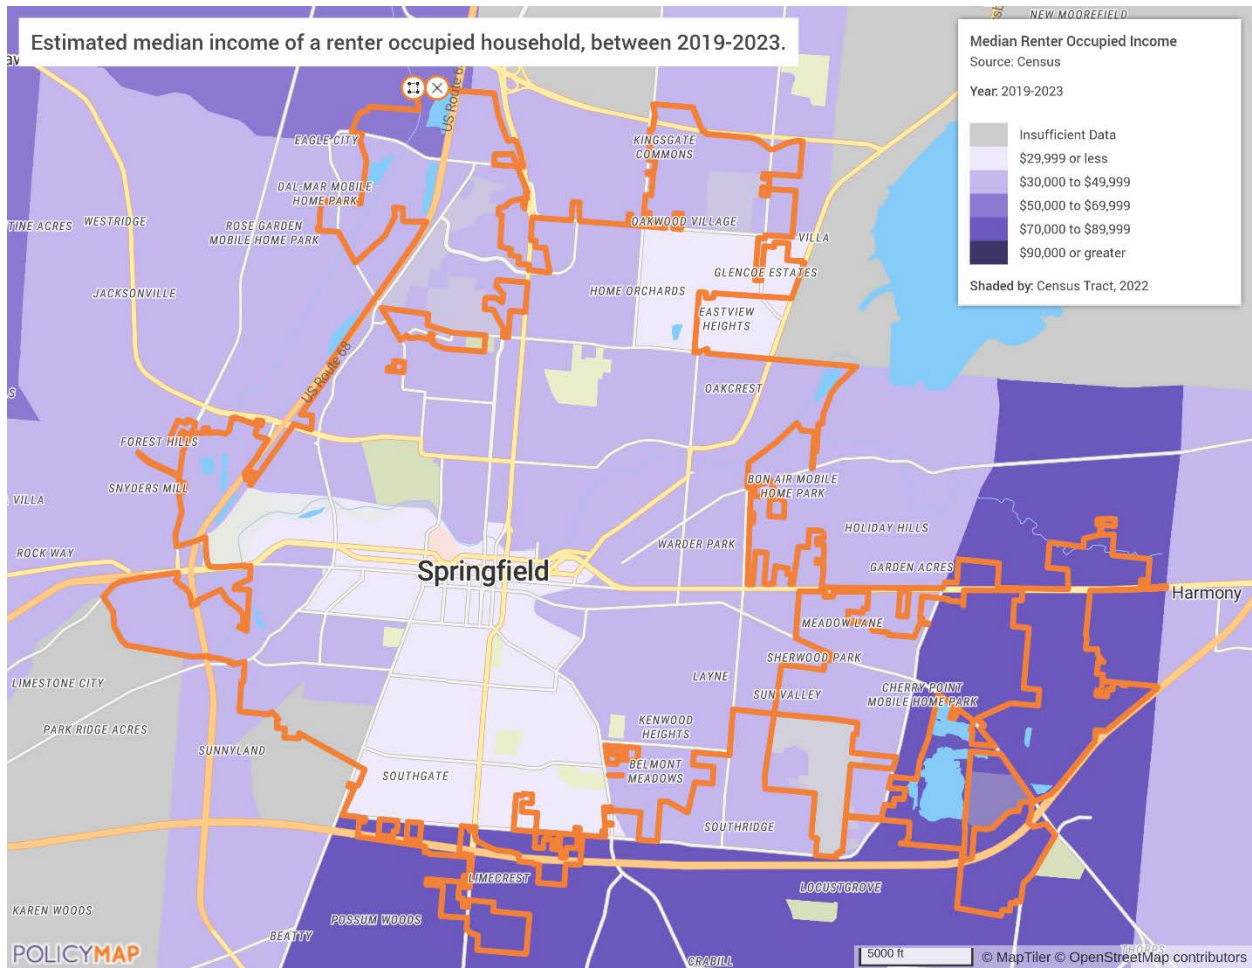 Estimated median income of a renter occupied household, between 2019-2023.
NEW MOOREFIELD
Median Renter Occupied Income
Source: Census
Year: 2019-2023
Insufficient Data
$29,999 or less
$30,000 to $49,999
$50,000 to $69,999
$70,000 to $89,999
$90,000 or greater
Shaded by: Census Tract, 2022
US Route 6
EAGLE CITY
KINGSGATE
COMMONS
DAL-MAR MOBILE
HOME PARK
TINE ACRES
WESTRIDGE
ROSE GARDEN
MOBILE HOME PARK
OAKWOOD VILLAGE
VILLA
GLENCOE ESTATES
JACKSONVILLE
HOME ORCHARDS
EASTVIEW
HEIGHTS
US Route 68
OAKCREST
FOREST HILLS
SNYDERS MILL
BON AIR MOBILE
HOME PARK
VILLA
HOLIDAY HILLS
ROCK WAY
WARDER PARK
GARDEN ACRES
Springfield
Harmony
MEADOW LANE
SHERWOOD PARK
LIMESTONE CITY
LAYNE
SUN VALLEY
CHERRY POINT
MOBILE HOME PARK
PARK RIDGE ACRES
KENWOOD
HEIGHTS
SUNNYLAND
SOUTHGATE
BELMONT
MEADOWS
SOUTHRIDGE
LIMECREST
LOCUSTGROVE
KAREN WOODS
POSSUM WOODS
BEATTY
THORPS
CRABILL
POLICYMAP
5000 ft
© MapTiler © OpenStreetMap contributors